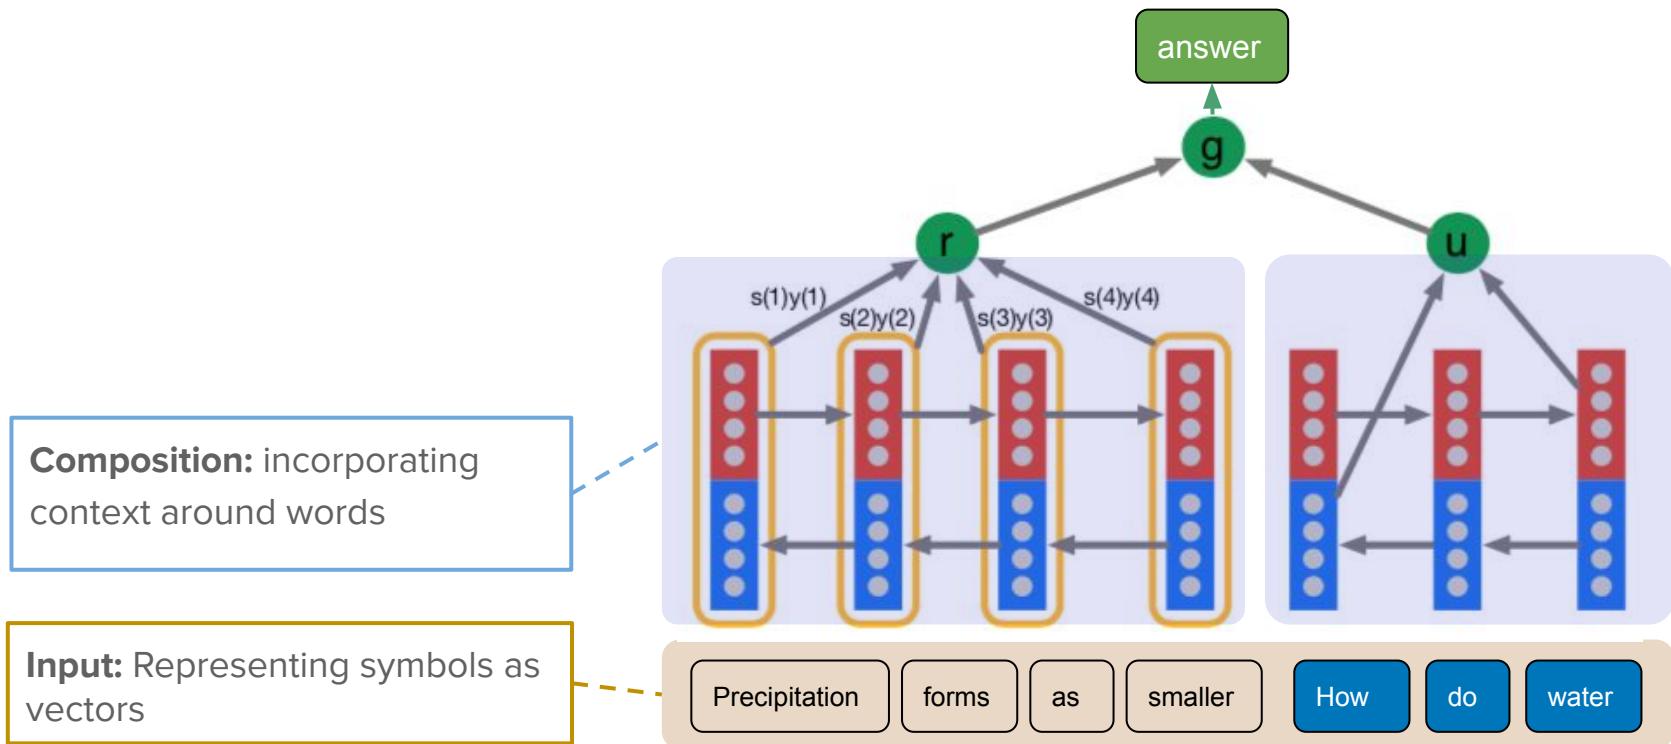 answer
g
r
u
s(1)y(1)
s(2)y(2)
s(3)y(3)
s(4)y(4)
Composition: incorporating
context around words
Input: Representing symbols as
vectors
Precipitation forms as smaller How do water